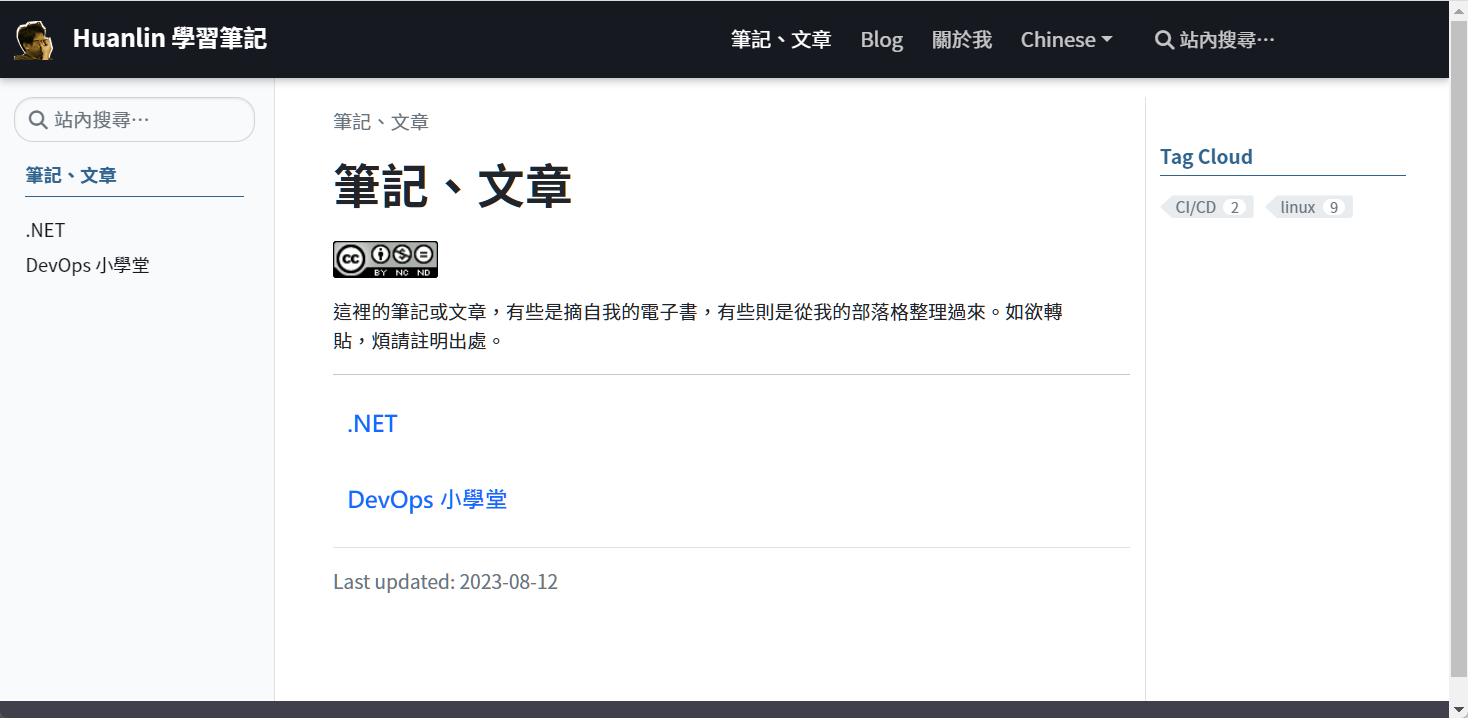 Huanlin 學習筆記
筆記、文章
Blog
關於我
Chinese
站內搜尋…
站內搜尋…
筆記、文章
.NET
DevOps 小學堂
筆記、文章
筆記、文章
cc
BY NC ND
這裡的筆記或文章，有些是摘自我的電子書，有些則是從我的部落格整理過來。如欲轉
貼，煩請註明出處。
.NET
DevOps 小學堂
Last updated: 2023-08-12
Tag Cloud
CI/CD 2
linux 9